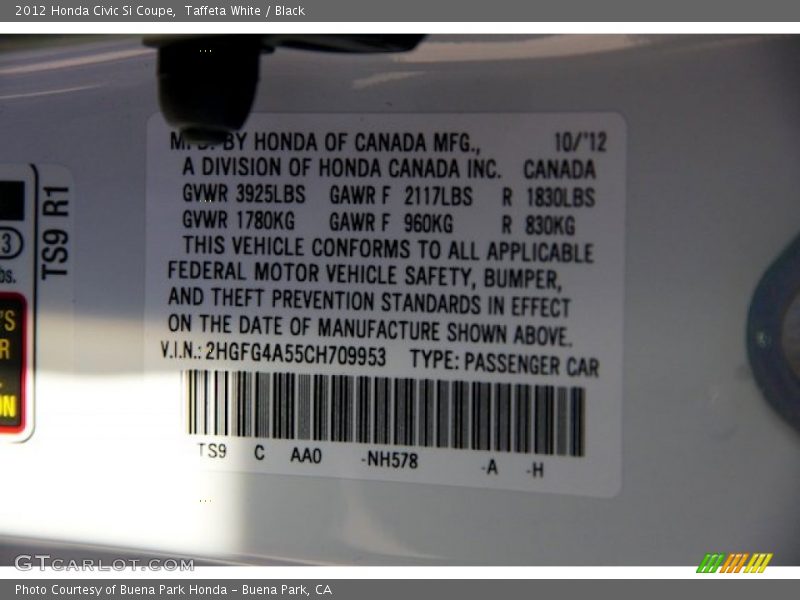 2012 Honda Civic Si Coupe, Taffeta White / Black
BY HONDA OF CANADA MFG., 10/'12
A DIVISION OF HONDA CANADA INC. CANADA
GVWR 3925LBS GAWR F 2117LBS R 1830LBS
GVWR 1780KG GAWR F 960KG R 830KG
THIS VEHICLE CONFORMS TO ALL APPLICABLE
FEDERAL MOTOR VEHICLE SAFETY, BUMPER,
AND THEFT PREVENTION STANDARDS IN EFFECT
ON THE DATE OF MANUFACTURE SHOWN ABOVE.
V.I.N.: 2HGFG4A55CH709953 TYPE: PASSENGER CAR
TS9 C AA0 -NH578 -A -H
TS9 R1
3
bs.
'S
R
ON
GTCARLOT.COM
Photo Courtesy of Buena Park Honda – Buena Park, CA